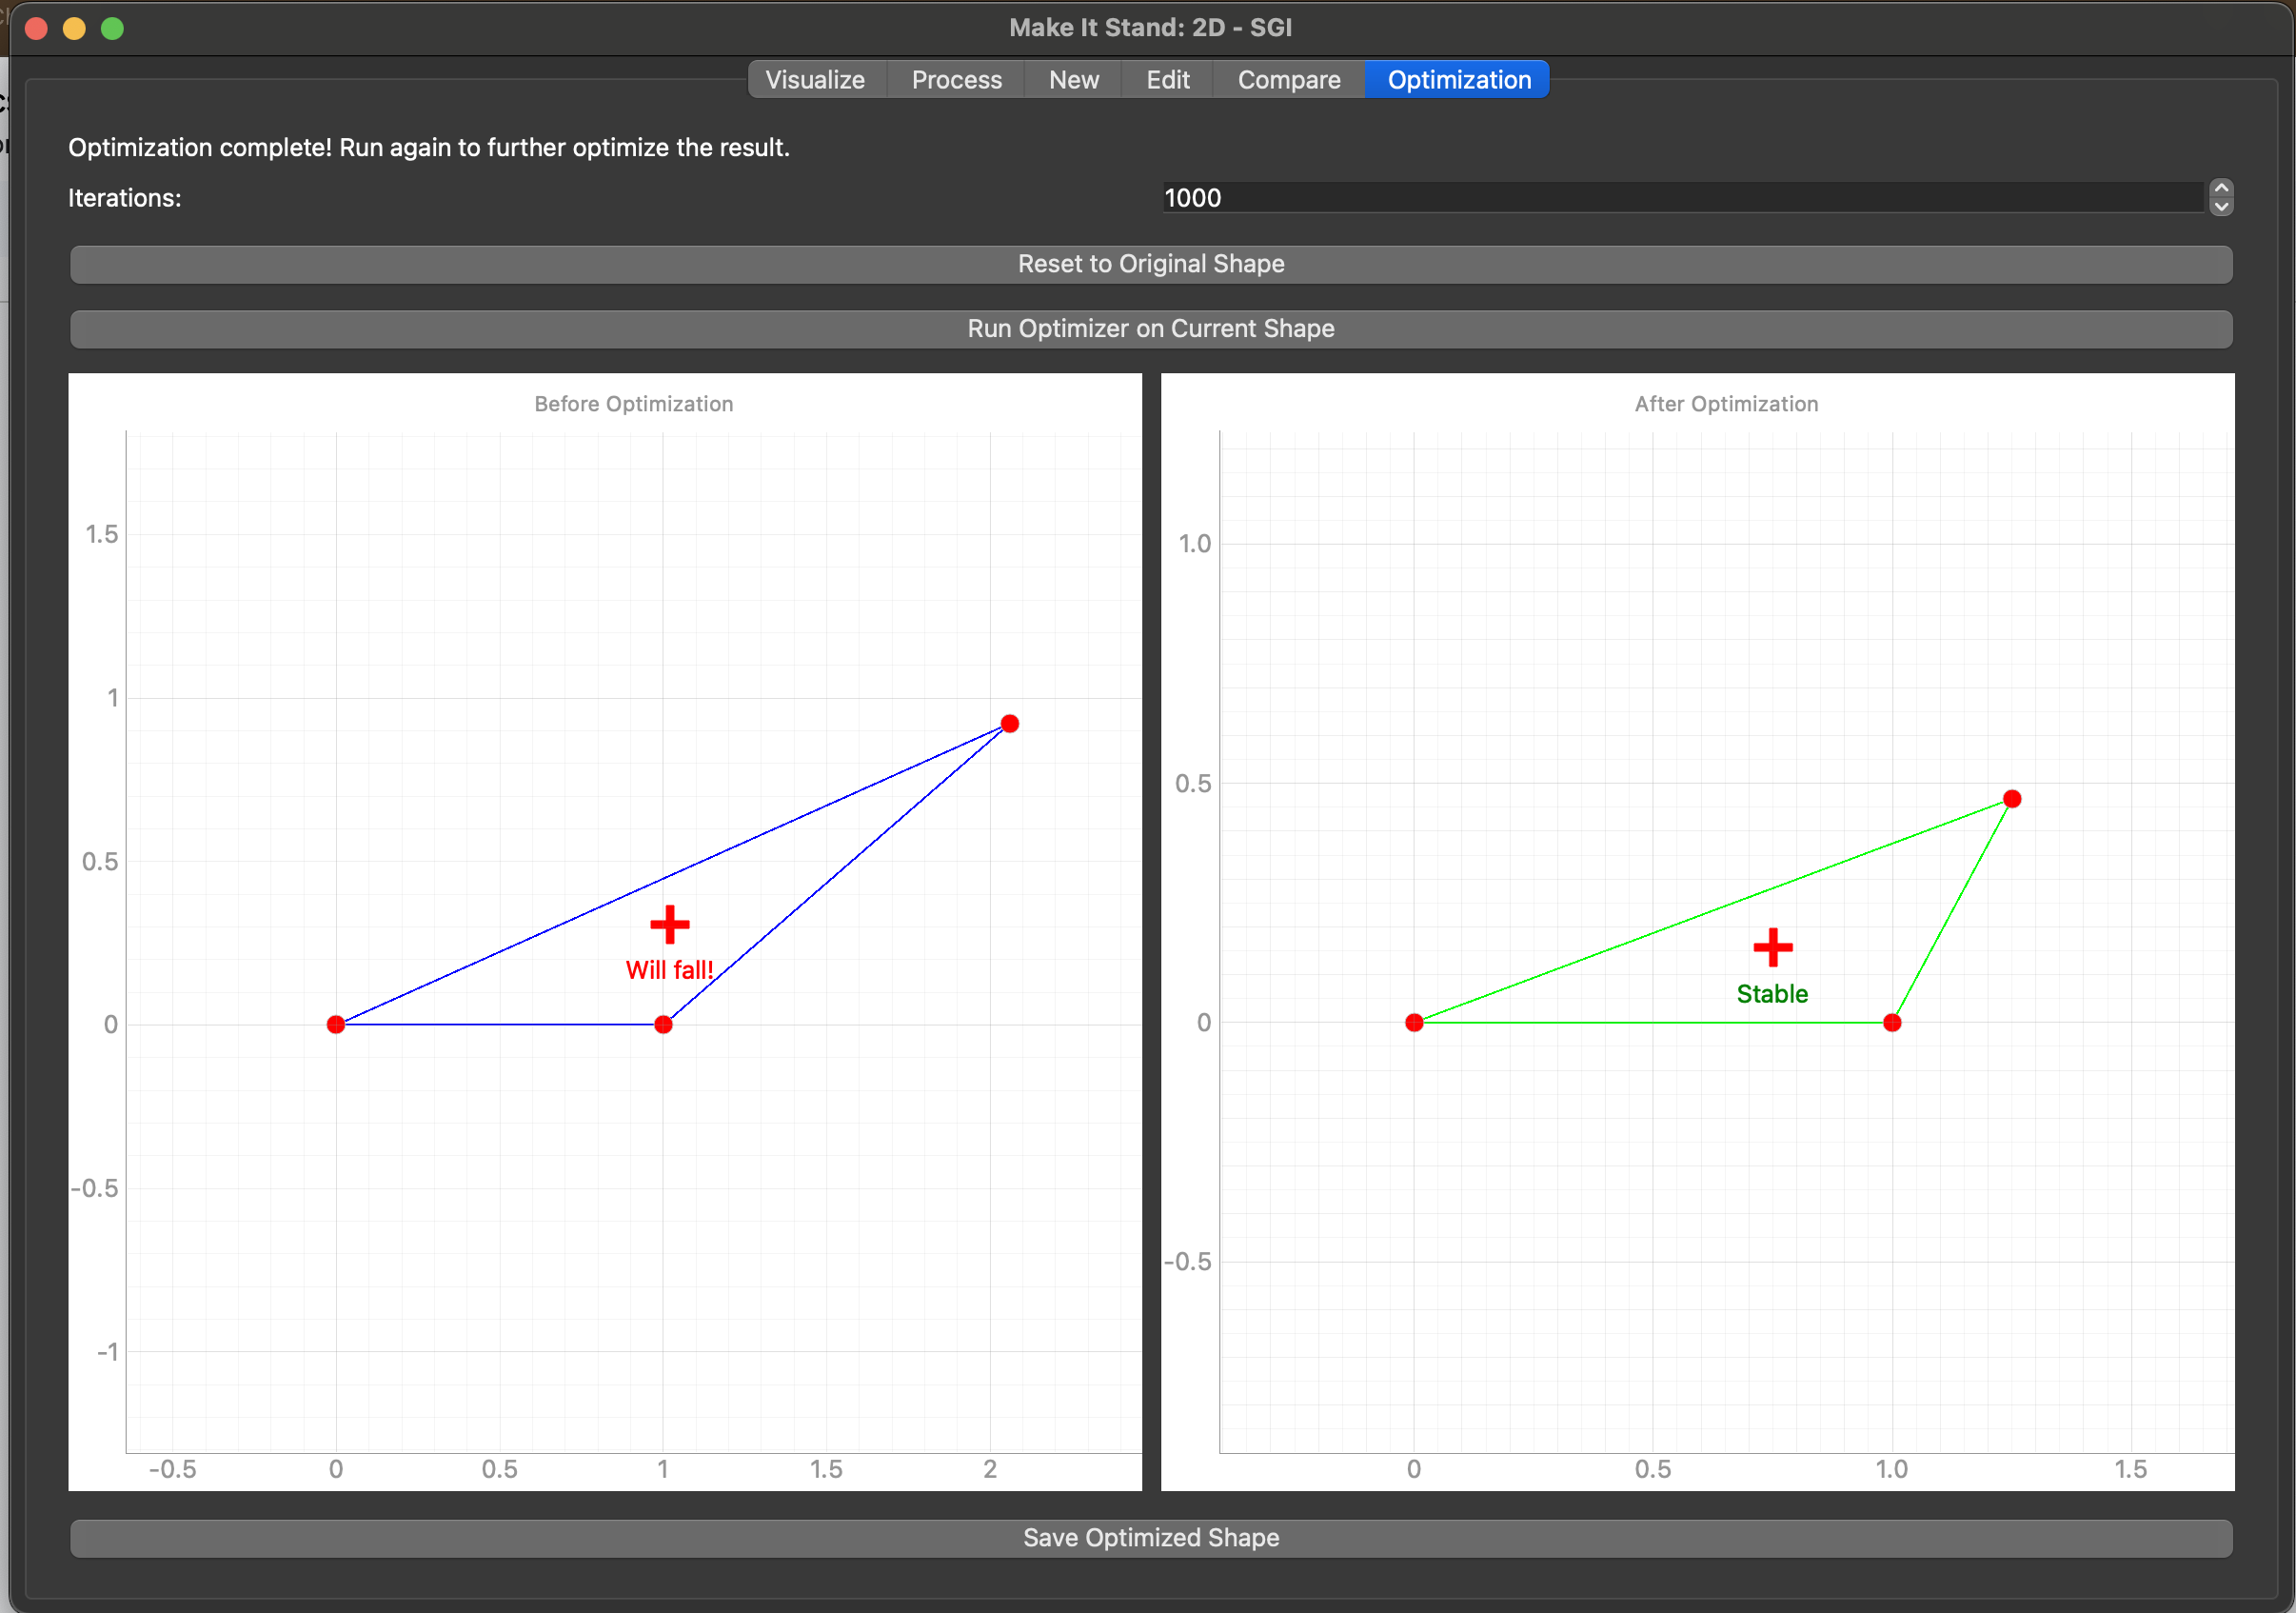 Make It Stand: 2D - SGI
Visualize Process New Edit Compare Optimization
Optimization complete! Run again to further optimize the result.
Iterations: 1000
Reset to Original Shape
Run Optimizer on Current Shape
Before Optimization
1.5
1
0.5
0
-0.5
-1
Will fall!
-0.5 0 0.5 1 1.5 2
After Optimization
1.0
0.5
0
-0.5
Stable
0 0.5 1.0 1.5
Save Optimized Shape